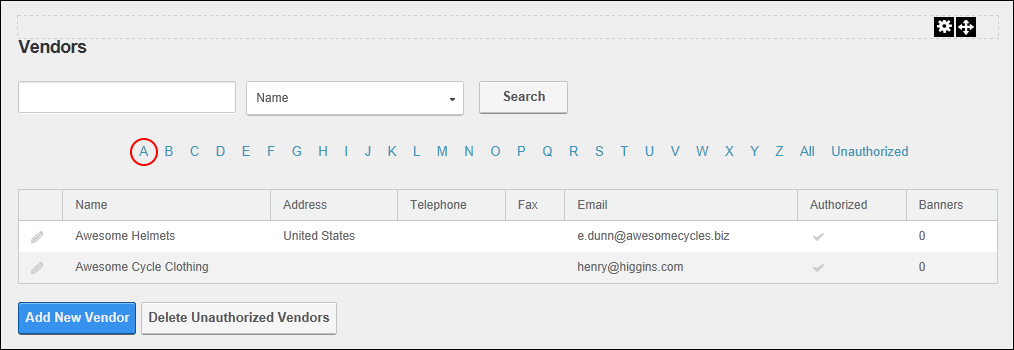 Vendors
Name Search
A B C D E F G H I J K L M N O P Q R S T U V W X Y Z All Unauthorized
Name Address Telephone Fax Email Authorized Banners
Awesome Helmets United States e.dunn@awesomecycles.biz 0
Awesome Cycle Clothing henry@higgins.com 0
Add New Vendor Delete Unauthorized Vendors